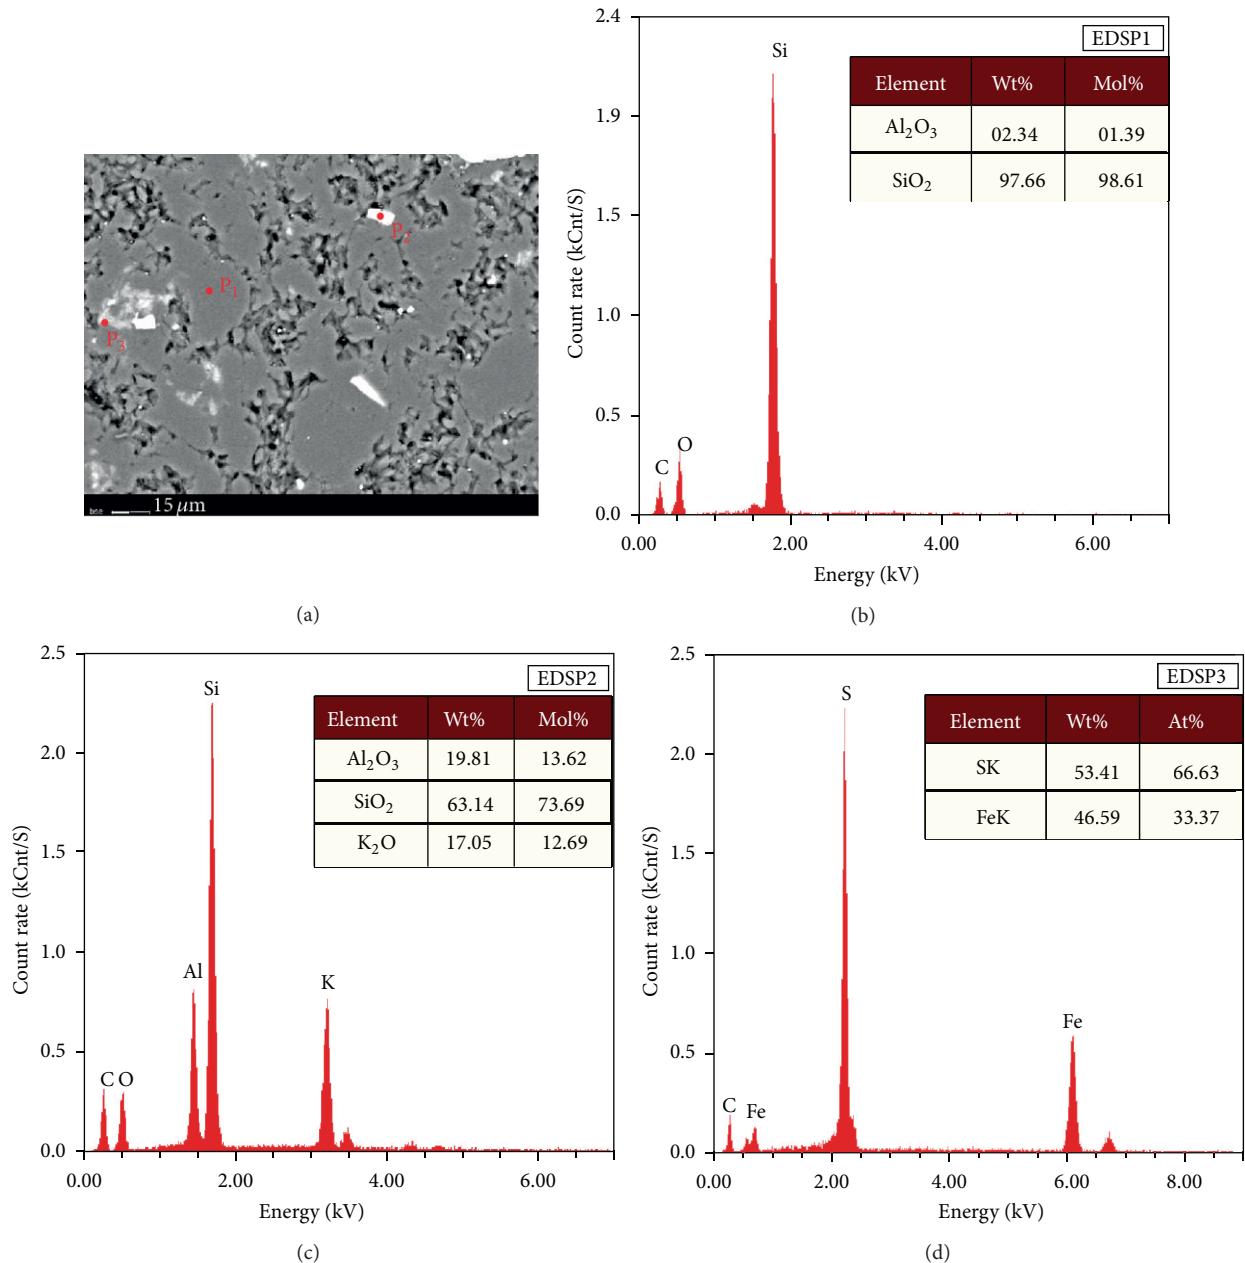 P1
P2
P3
bse
15 μm
(a)
EDSP1
Element Wt% Mol%
Al2O3 02.34 01.39
SiO2 97.66 98.61
Si
O
C
2.4
1.9
1.5
1.0
0.5
0.0
Count rate (kCnt/S)
0.00 2.00 4.00 6.00
Energy (kV)
(b)
EDSP2
Element Wt% Mol%
Al2O3 19.81 13.62
SiO2 63.14 73.69
K2O 17.05 12.69
Si
Al
K
C O
2.5
2.0
1.5
1.0
0.5
0.0
Count rate (kCnt/S)
0.00 2.00 4.00 6.00
Energy (kV)
(c)
EDSP3
Element Wt% At%
SK 53.41 66.63
FeK 46.59 33.37
S
Fe
C Fe
2.5
2.0
1.5
1.0
0.5
0.0
Count rate (kCnt/S)
0.00 2.00 4.00 6.00 8.00
Energy (kV)
(d)